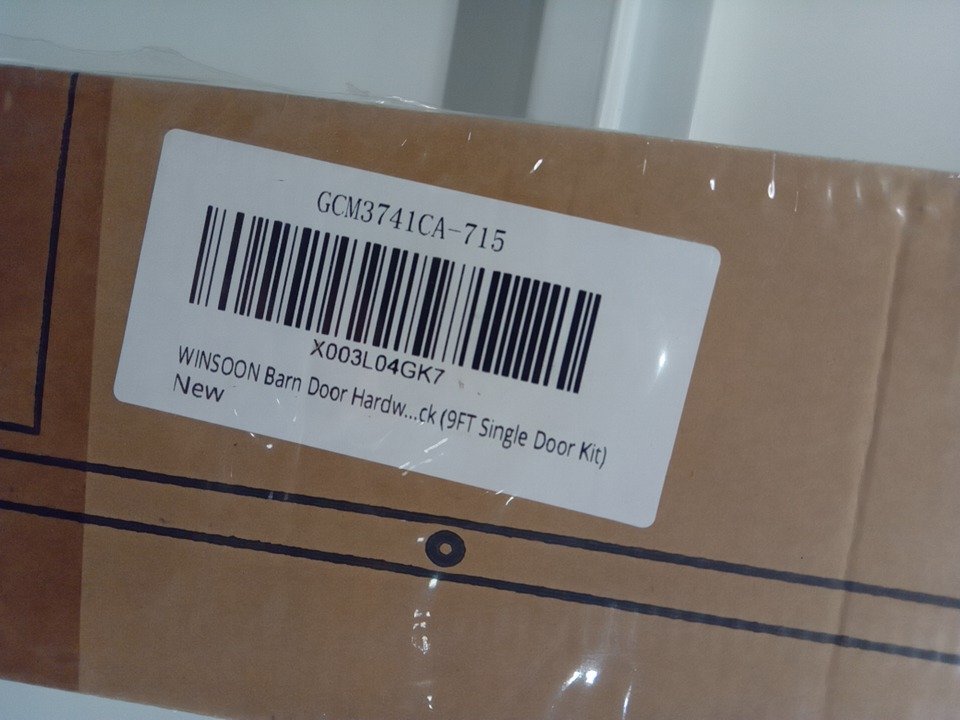 GCM3741CA-715
X003L04GK7
WINSOON Barn Door Hardw...ck (9FT Single Door Kit)
New